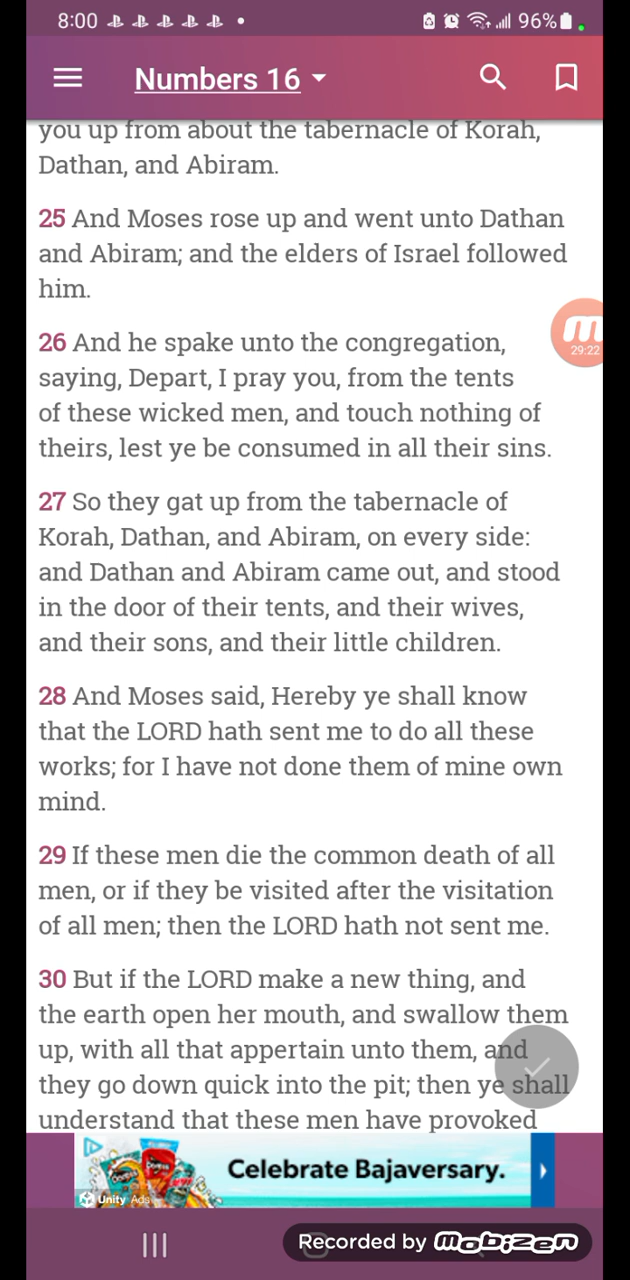 8:00 96%
Numbers 16
you up from about the tabernacle of Korah,
Dathan, and Abiram.
25 And Moses rose up and went unto Dathan
and Abiram; and the elders of Israel followed
him.
26 And he spake unto the congregation,
saying, Depart, I pray you, from the tents
of these wicked men, and touch nothing of
theirs, lest ye be consumed in all their sins.
m
29:22
27 So they gat up from the tabernacle of
Korah, Dathan, and Abiram, on every side:
and Dathan and Abiram came out, and stood
in the door of their tents, and their wives,
and their sons, and their little children.
28 And Moses said, Hereby ye shall know
that the LORD hath sent me to do all these
works; for I have not done them of mine own
mind.
29 If these men die the common death of all
men, or if they be visited after the visitation
of all men; then the LORD hath not sent me.
30 But if the LORD make a new thing, and
the earth open her mouth, and swallow them
up, with all that appertain unto them, and
they go down quick into the pit; then ye shall
understand that these men have provoked
Celebrate Bajaversary.
Unity Ads
Recorded by mobizen